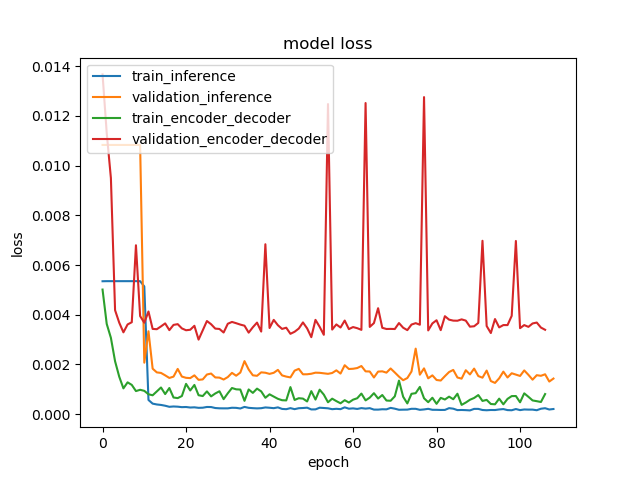 model loss
train_inference
validation_inference
train_encoder_decoder
validation_encoder_decoder
0.014
0.012
0.010
0.008
0.006
0.004
0.002
0.000
loss
0 20 40 60 80 100
epoch